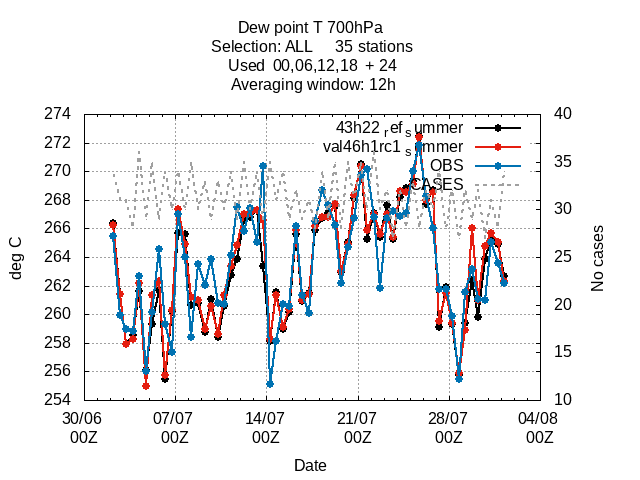 Dew point T 700hPa
Selection: ALL 35 stations
Used 00,06,12,18 + 24
Averaging window: 12h
274 40
43h22_ref_summer
272
val46h1rc1_summer
270 35
OBS
CASES
268
266 30
264
deg C No cases
262 25
260 20
258
256 15
254 10
30/06 07/07 14/07 21/07 28/07 04/08
00Z 00Z 00Z 00Z 00Z 00Z
Date